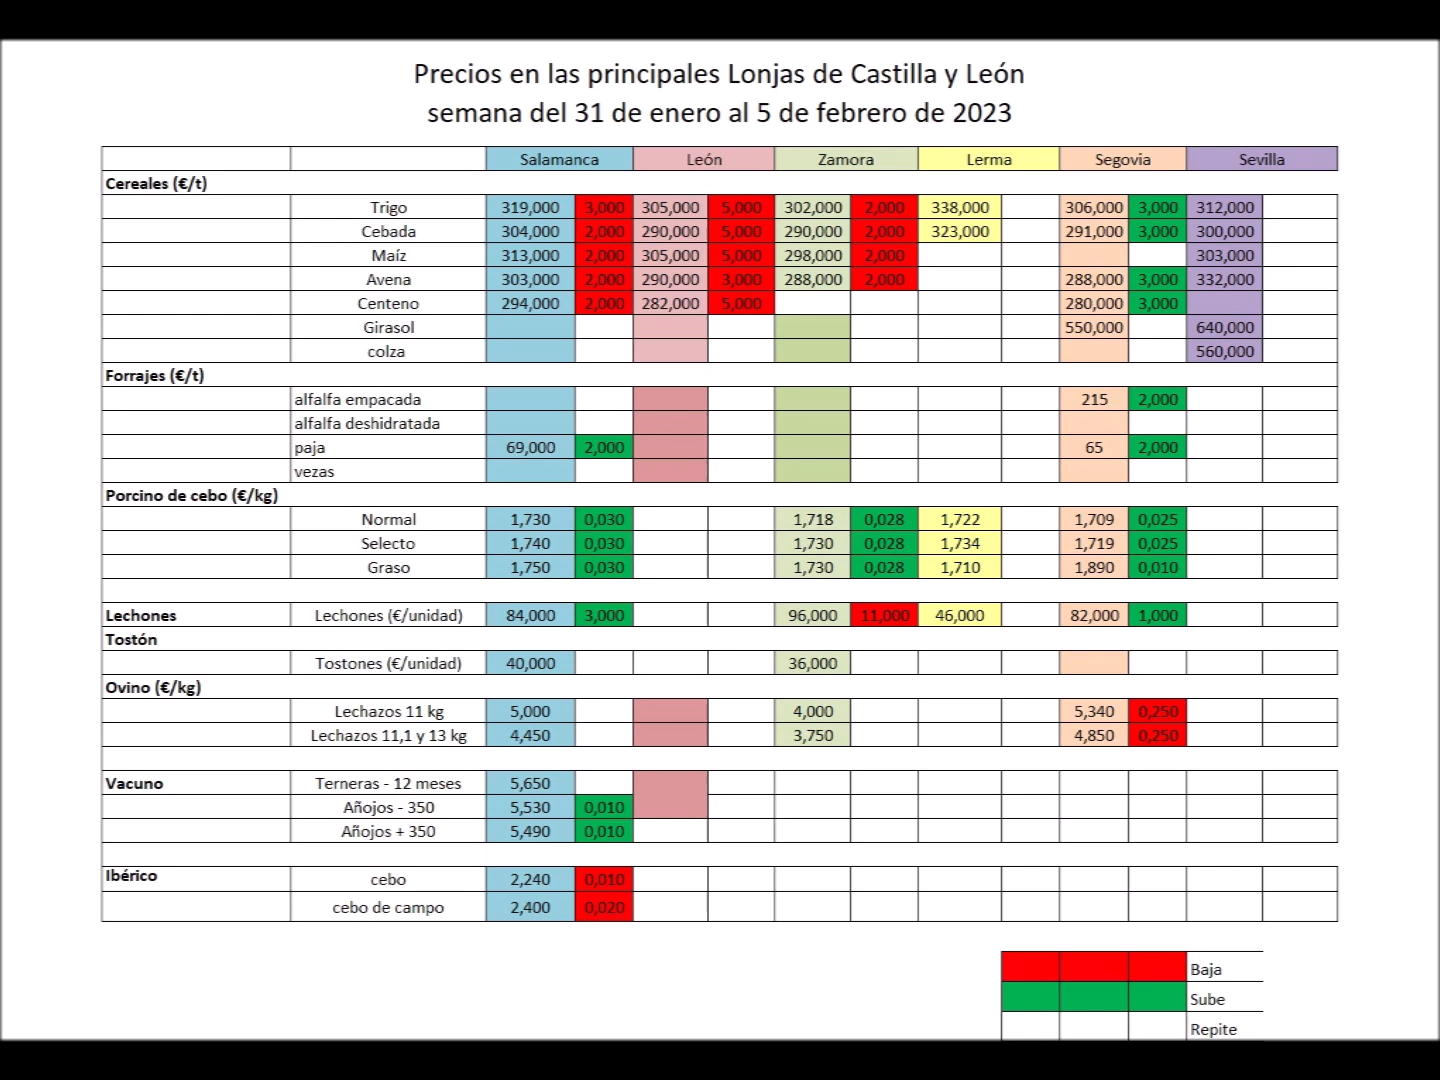 Precios en las principales Lonjas de Castilla y León
semana del 31 de enero al 5 de febrero de 2023
Salamanca León Zamora Lerma Segovia Sevilla
Cereales (€/t)
Trigo 319,000 3,000 305,000 5,000 302,000 2,000 338,000 306,000 3,000 312,000
Cebada 304,000 2,000 290,000 5,000 290,000 2,000 323,000 291,000 3,000 300,000
Maíz 313,000 2,000 305,000 5,000 298,000 2,000 303,000
Avena 303,000 2,000 290,000 3,000 288,000 2,000 288,000 3,000 332,000
Centeno 294,000 2,000 282,000 5,000 280,000 3,000
Girasol 550,000 640,000
colza 560,000
Forrajes (€/t)
alfalfa empacada 215 2,000
alfalfa deshidratada
paja 69,000 2,000 65 2,000
vezas
Porcino de cebo (€/kg)
Normal 1,730 0,030 1,718 0,028 1,722 1,709 0,025
Selecto 1,740 0,030 1,730 0,028 1,734 1,719 0,025
Graso 1,750 0,030 1,730 0,028 1,710 1,890 0,010
Lechones Lechones (€/unidad) 84,000 3,000 96,000 11,000 46,000 82,000 1,000
Tostón
Tostones (€/unidad) 40,000 36,000
Ovino (€/kg)
Lechazos 11 kg 5,000 4,000 5,340 0,250
Lechazos 11,1 y 13 kg 4,450 3,750 4,850 0,250
Vacuno Terneras - 12 meses 5,650
Añojos - 350 5,530 0,010
Añojos + 350 5,490 0,010
Ibérico cebo 2,240 0,010
cebo de campo 2,400 0,020
Baja
Sube
Repite